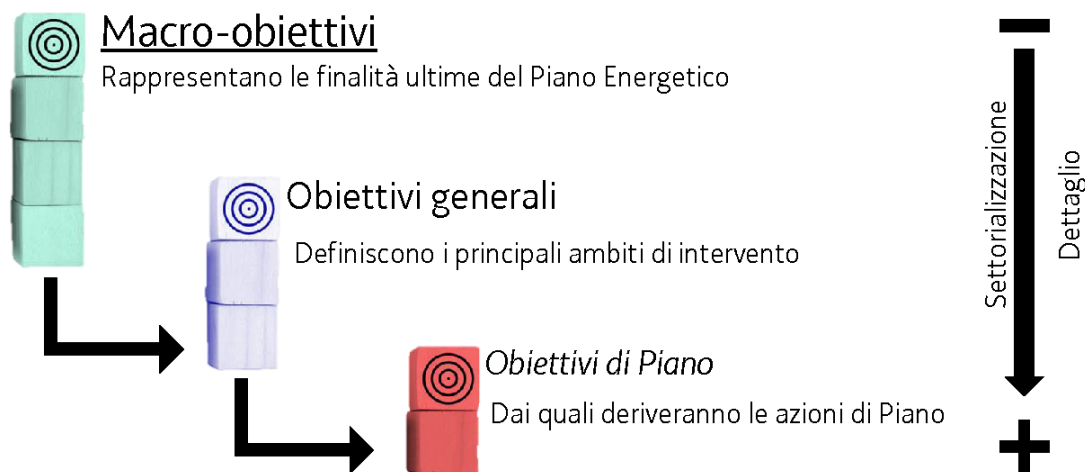 Macro-obiettivi
Rappresentano le finalità ultime del Piano Energetico
Obiettivi generali
Definiscono i principali ambiti di intervento
Obiettivi di Piano
Dai quali deriveranno le azioni di Piano
Settorializzazione
Dettaglio